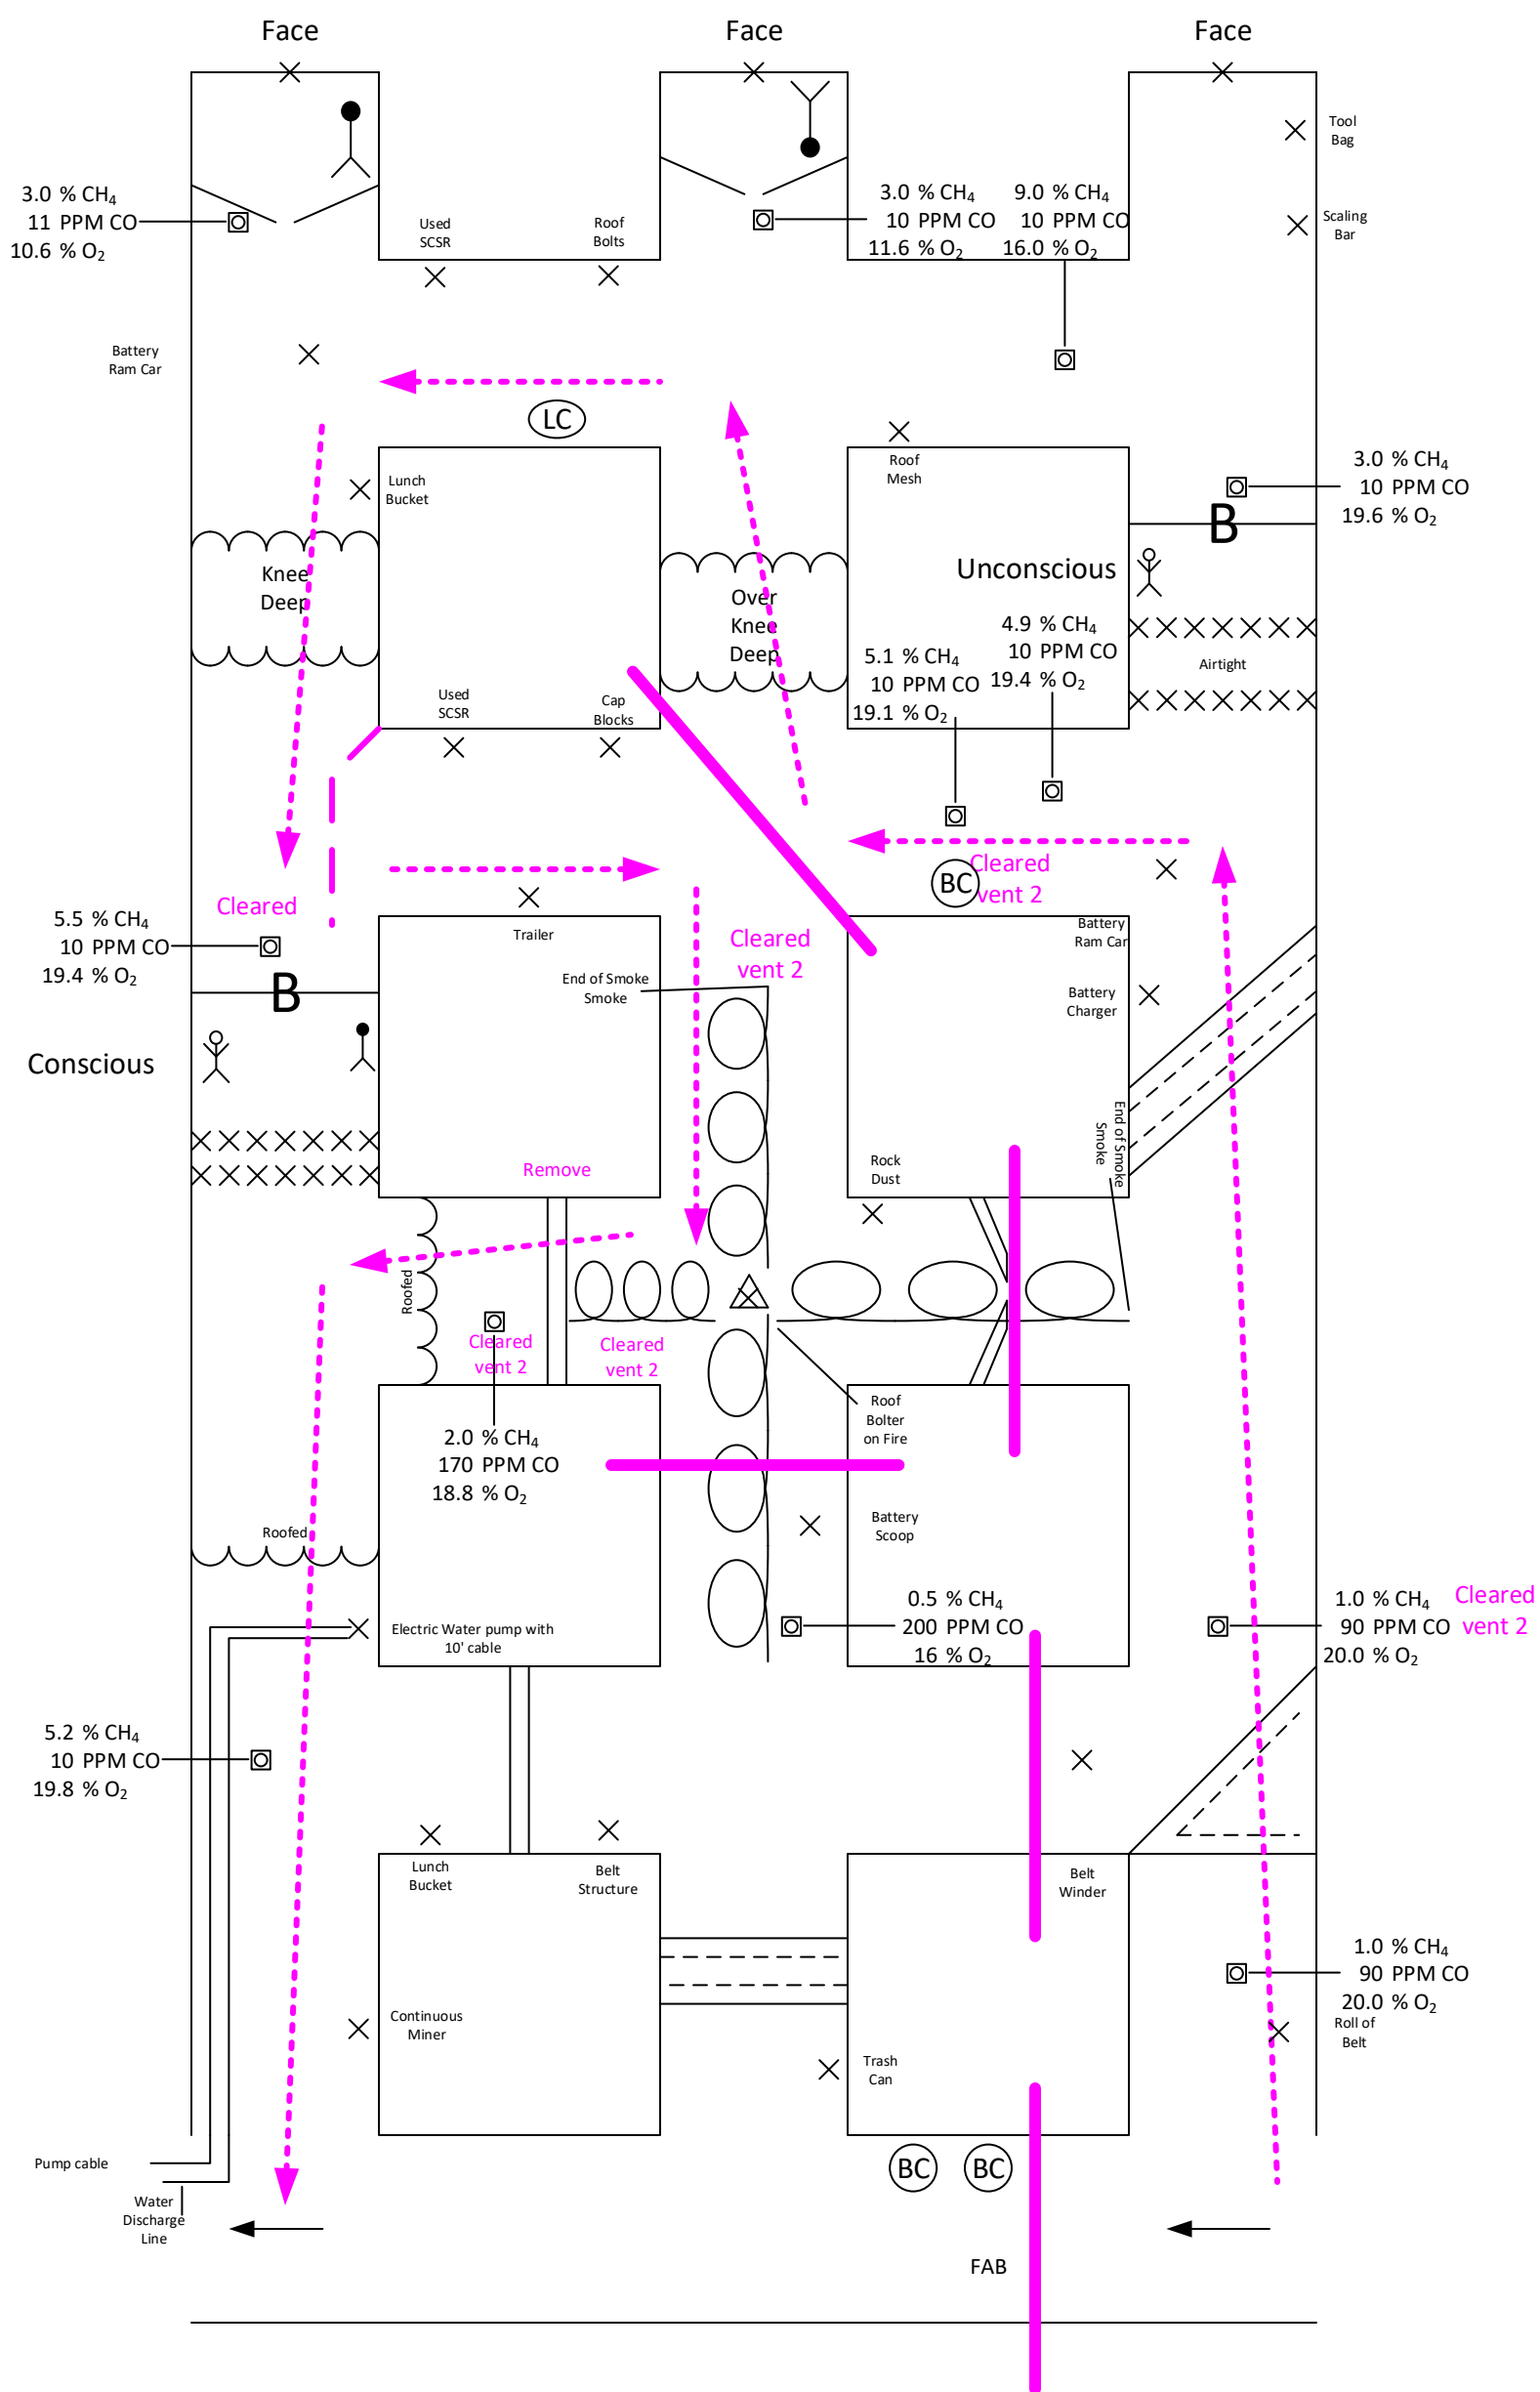 Face
Face
Face
Tool
Bag
3.0 % CH₄
11 PPM CO
10.6 % O₂
Used
SCSR
Roof
Bolts
3.0 % CH₄
10 PPM CO
11.6 % O₂
9.0 % CH₄
10 PPM CO
16.0 % O₂
Scaling
Bar
Battery
Ram Car
LC
Lunch
Bucket
Roof
Mesh
3.0 % CH₄
10 PPM CO
19.6 % O₂
B
Knee
Deep
Over
Knee
Deep
Unconscious
4.9 % CH₄
10 PPM CO
19.4 % O₂
5.1 % CH₄
10 PPM CO
19.1 % O₂
Airtight
Used
SCSR
Cap
Blocks
Cleared
BC
Cleared
vent 2
5.5 % CH₄
10 PPM CO
19.4 % O₂
B
Trailer
Cleared
vent 2
Battery
Ram Car
End of Smoke
Smoke
Battery
Charger
Conscious
End of Smoke
Smoke
Remove
Rock
Dust
Roofed
Cleared
vent 2
Cleared
vent 2
Roof
Bolter
on Fire
2.0 % CH₄
170 PPM CO
18.8 % O₂
Roofed
Battery
Scoop
Electric Water pump with
10' cable
0.5 % CH₄
200 PPM CO
16 % O₂
1.0 % CH₄
90 PPM CO
20.0 % O₂
Cleared
vent 2
5.2 % CH₄
10 PPM CO
19.8 % O₂
Lunch
Bucket
Belt
Structure
Belt
Winder
1.0 % CH₄
90 PPM CO
20.0 % O₂
Continuous
Miner
Roll of
Belt
Trash
Can
Pump cable
BC
BC
Water
Discharge
Line
FAB